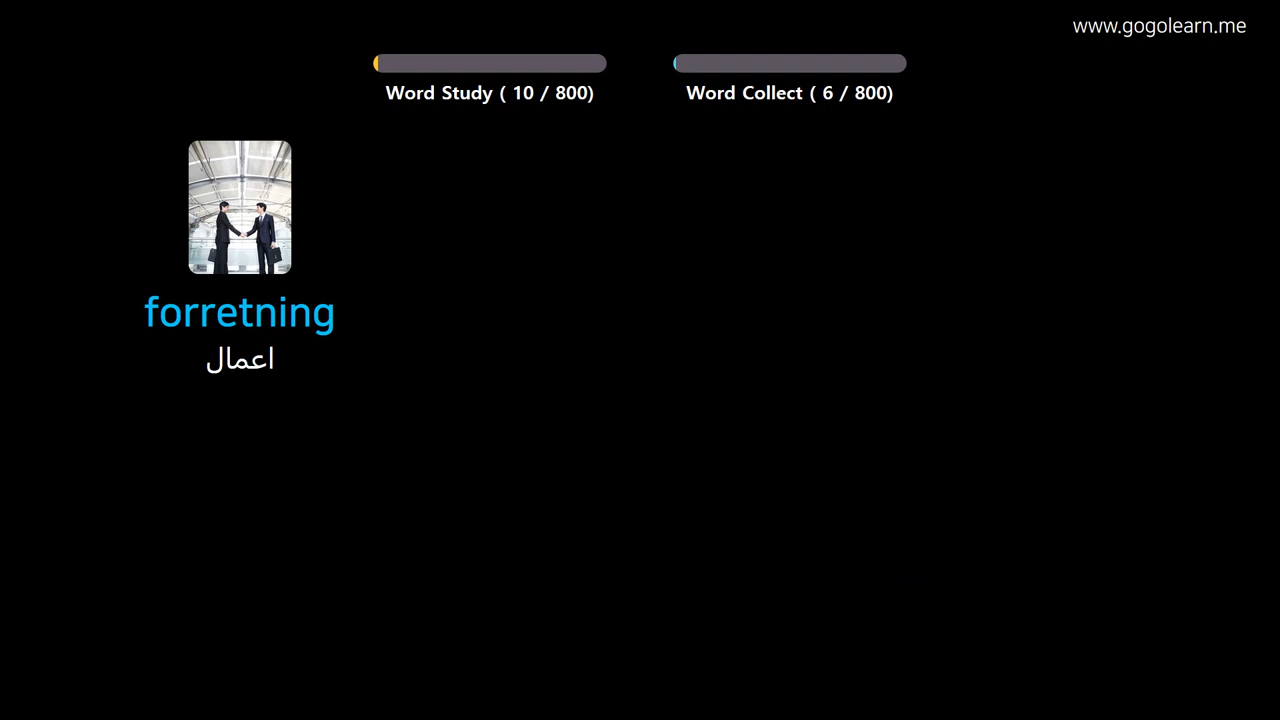 www.gogolearn.me
Word Study ( 10 / 800)
Word Collect ( 6 / 800)
forretning
اعمال